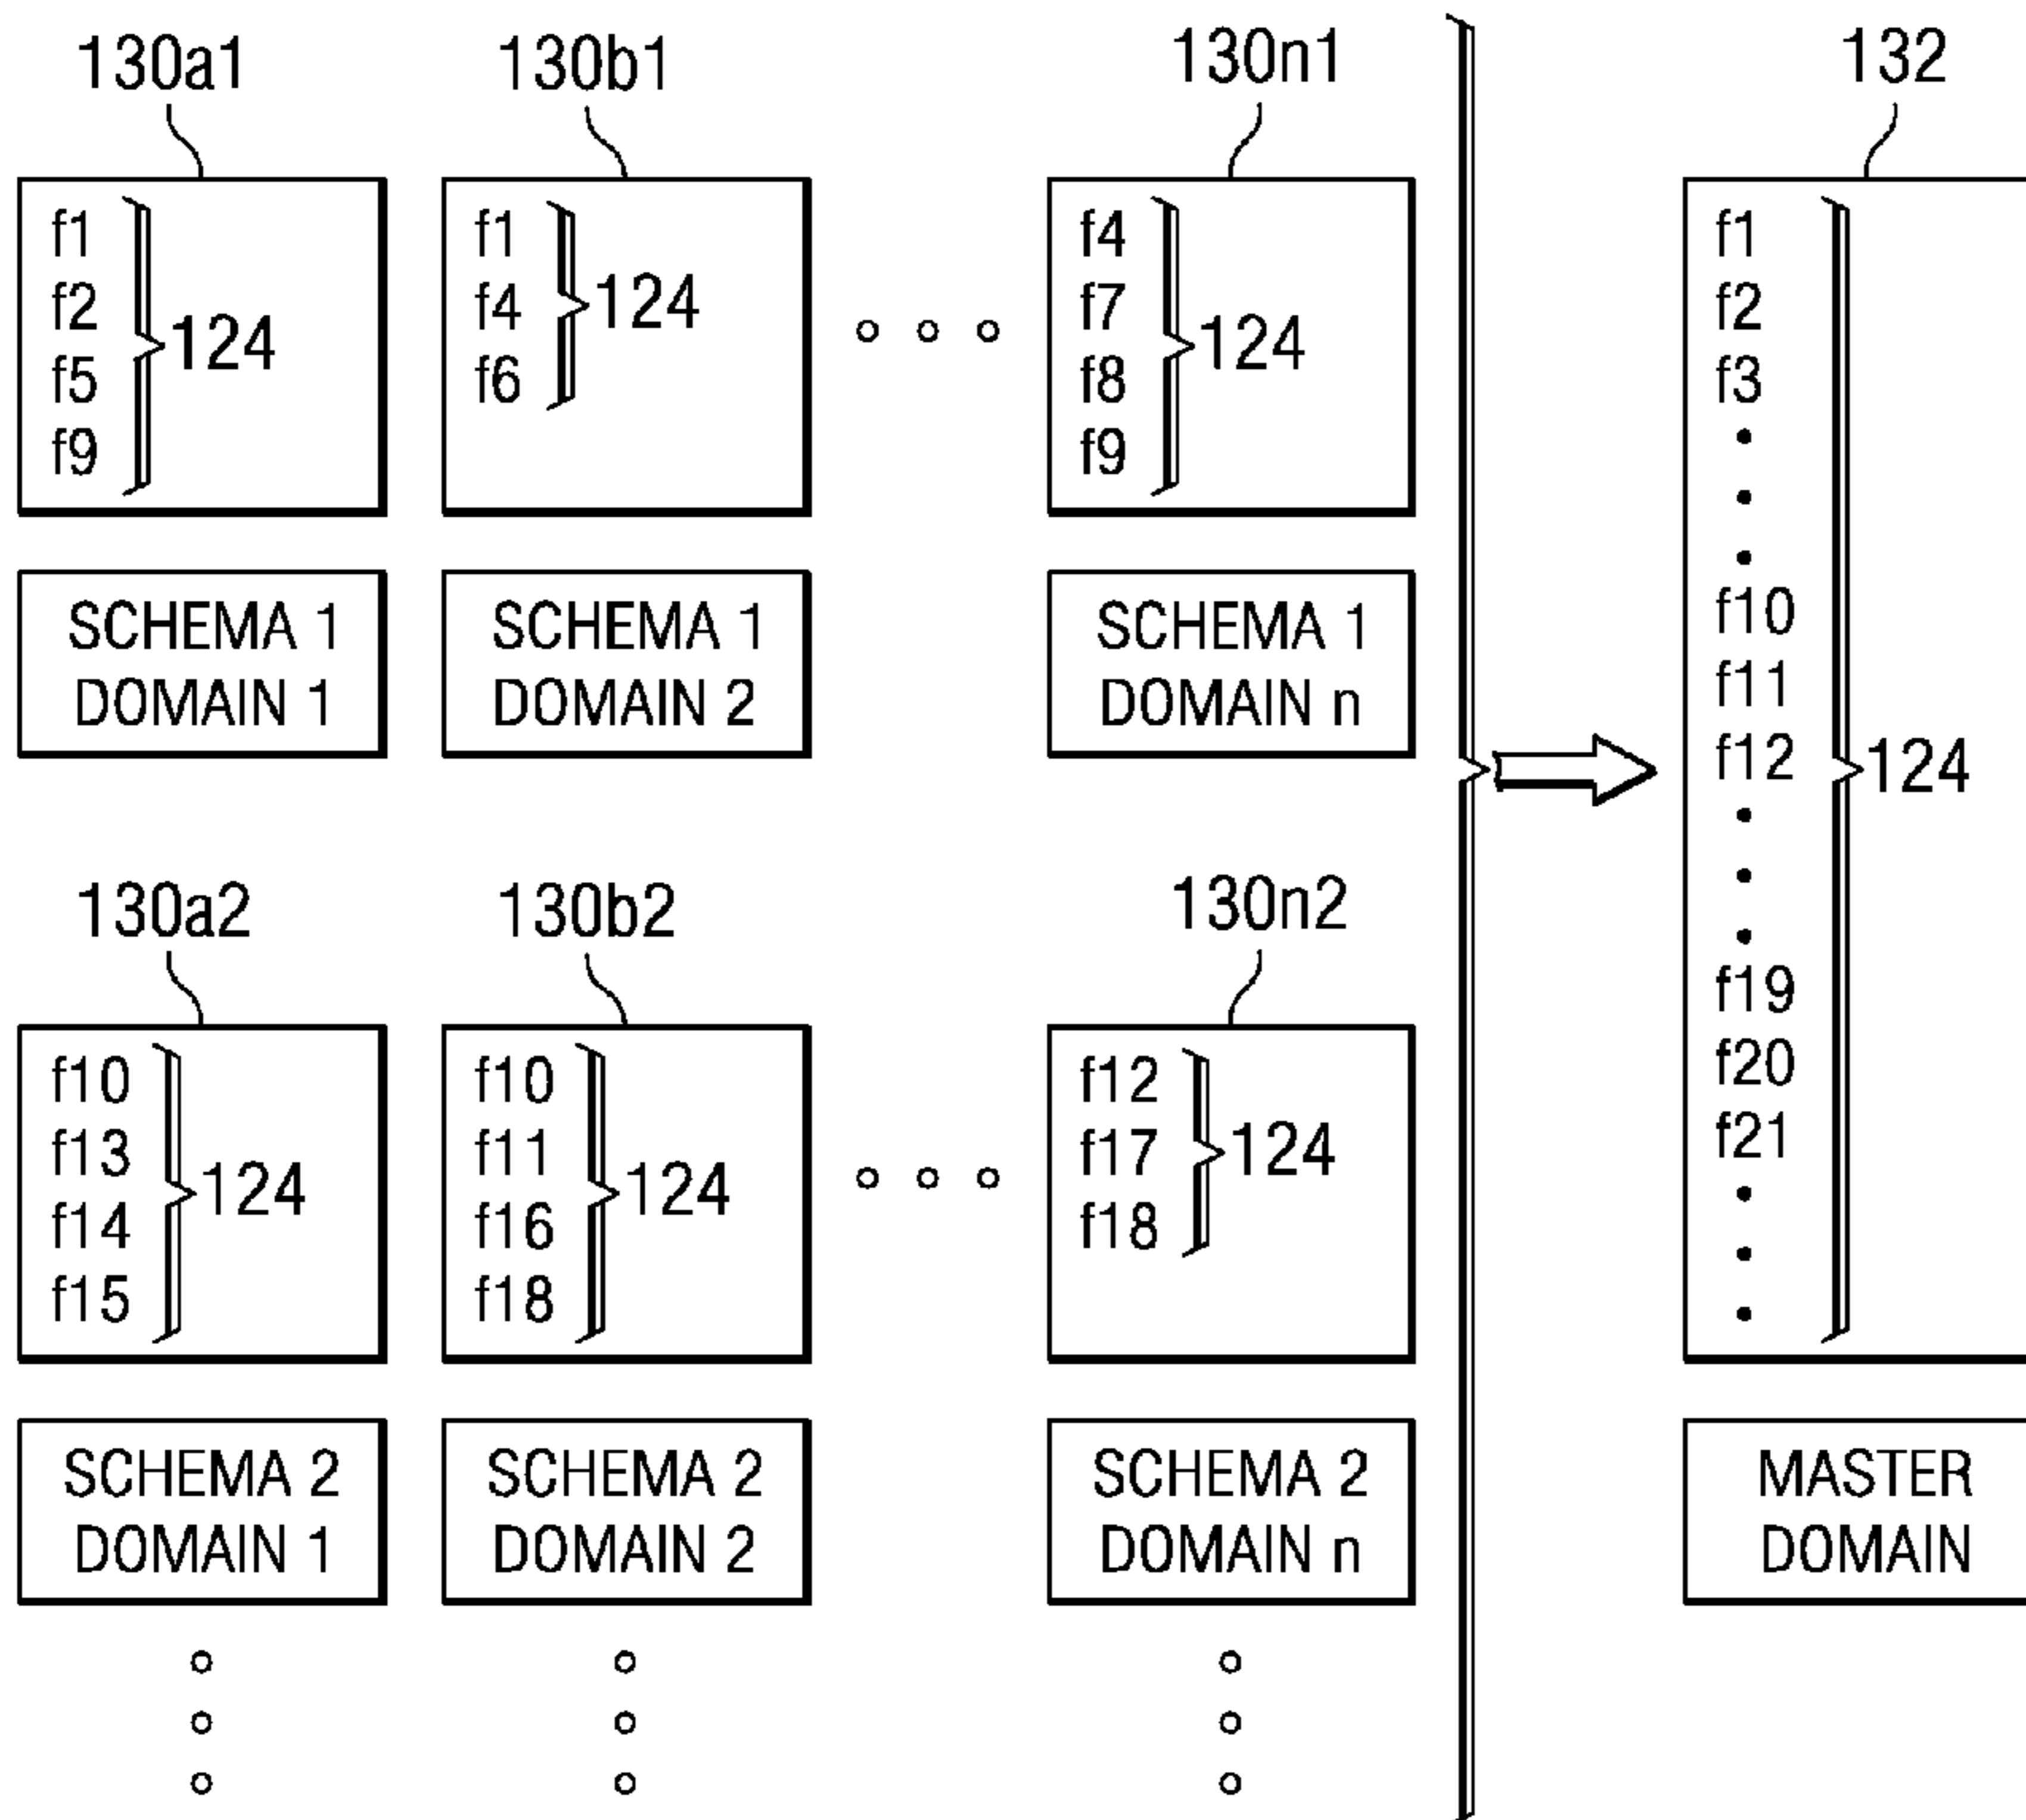 130a1
130b1
130n1
132
f1
f2
f5
f9
124
f1
f4
f6
124
f4
f7
f8
f9
124
f1
f2
f3
f10
f11
f12
f19
f20
f21
124
SCHEMA 1
DOMAIN 1
SCHEMA 1
DOMAIN 2
SCHEMA 1
DOMAIN n
130a2
130b2
130n2
f10
f13
f14
f15
124
f10
f11
f16
f18
124
f12
f17
f18
124
SCHEMA 2
DOMAIN 1
SCHEMA 2
DOMAIN 2
SCHEMA 2
DOMAIN n
MASTER
DOMAIN